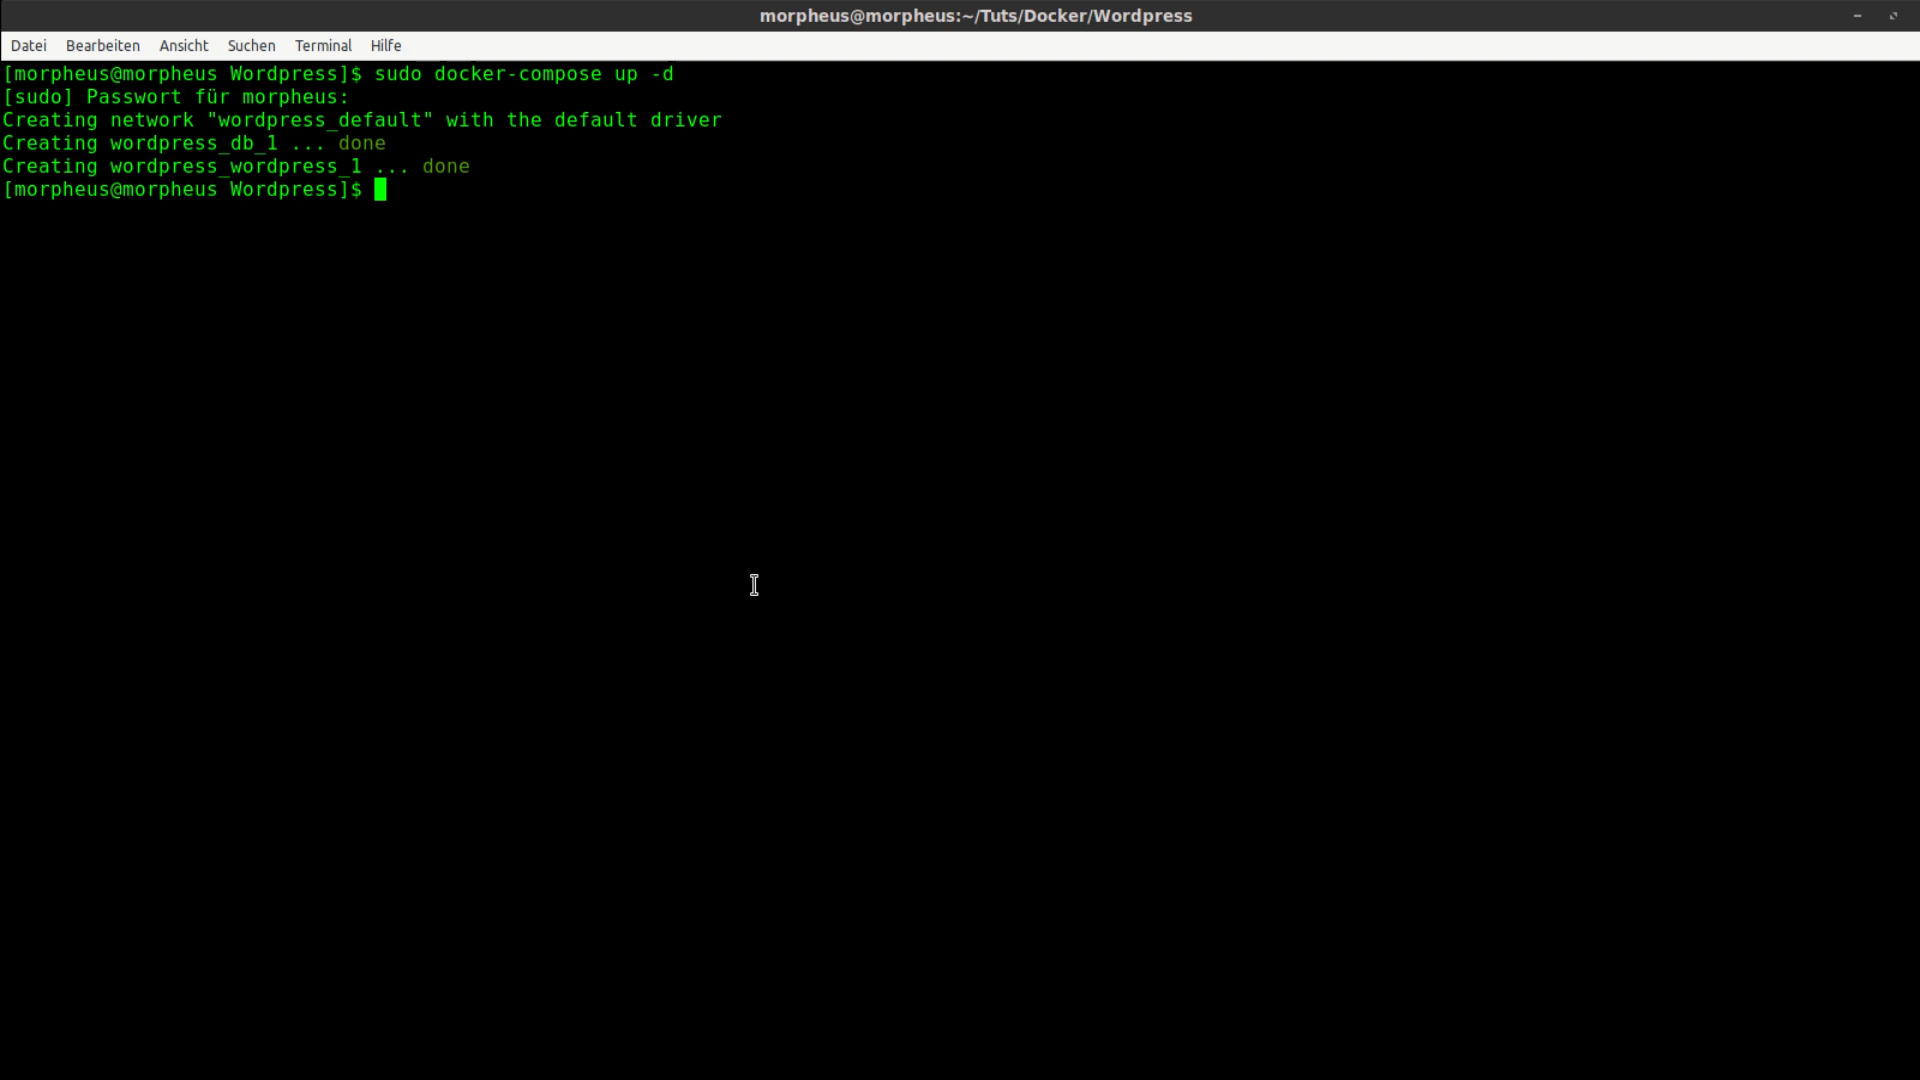 morpheus@morpheus:~/Tuts/Docker/Wordpress
Datei Bearbeiten Ansicht Suchen Terminal Hilfe
[morpheus@morpheus Wordpress]$ sudo docker-compose up -d
[sudo] Passwort für morpheus:
Creating network "wordpress_default" with the default driver
Creating wordpress_db_1 ... done
Creating wordpress_wordpress_1 ... done
[morpheus@morpheus Wordpress]$